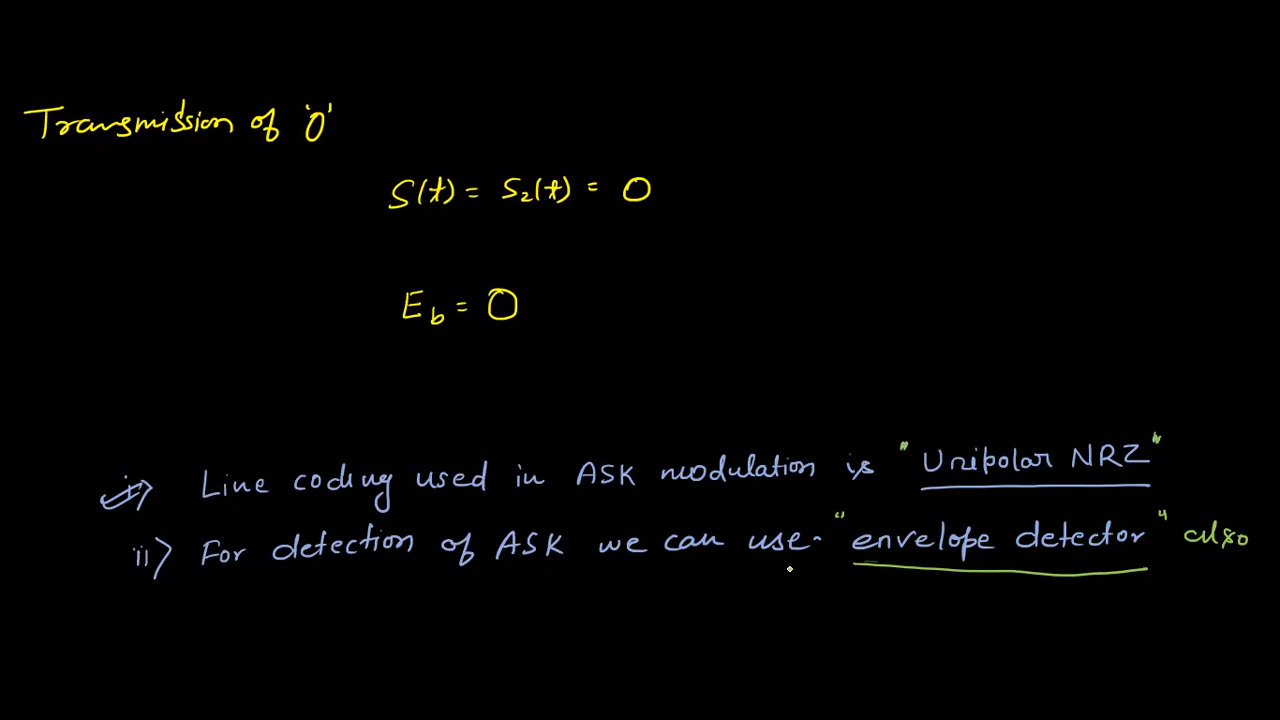 Transmission of '0'
S(t) = S₂(t) = 0
E_b = 0
i) Line coding used in ASK modulation is "Unipolar NRZ"
ii) For detection of ASK we can use- "envelope detector" also